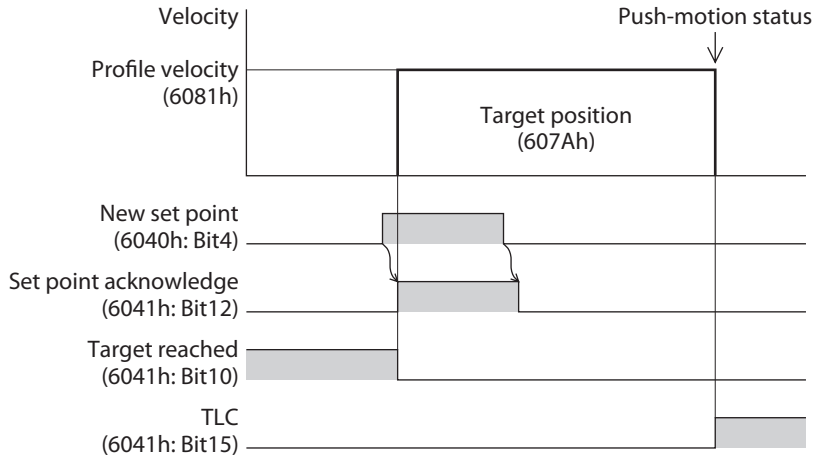 Velocity
Push-motion status
Profile velocity
(6081h)
Target position
(607Ah)
New set point
(6040h: Bit4)
Set point acknowledge
(6041h: Bit12)
Target reached
(6041h: Bit10)
TLC
(6041h: Bit15)